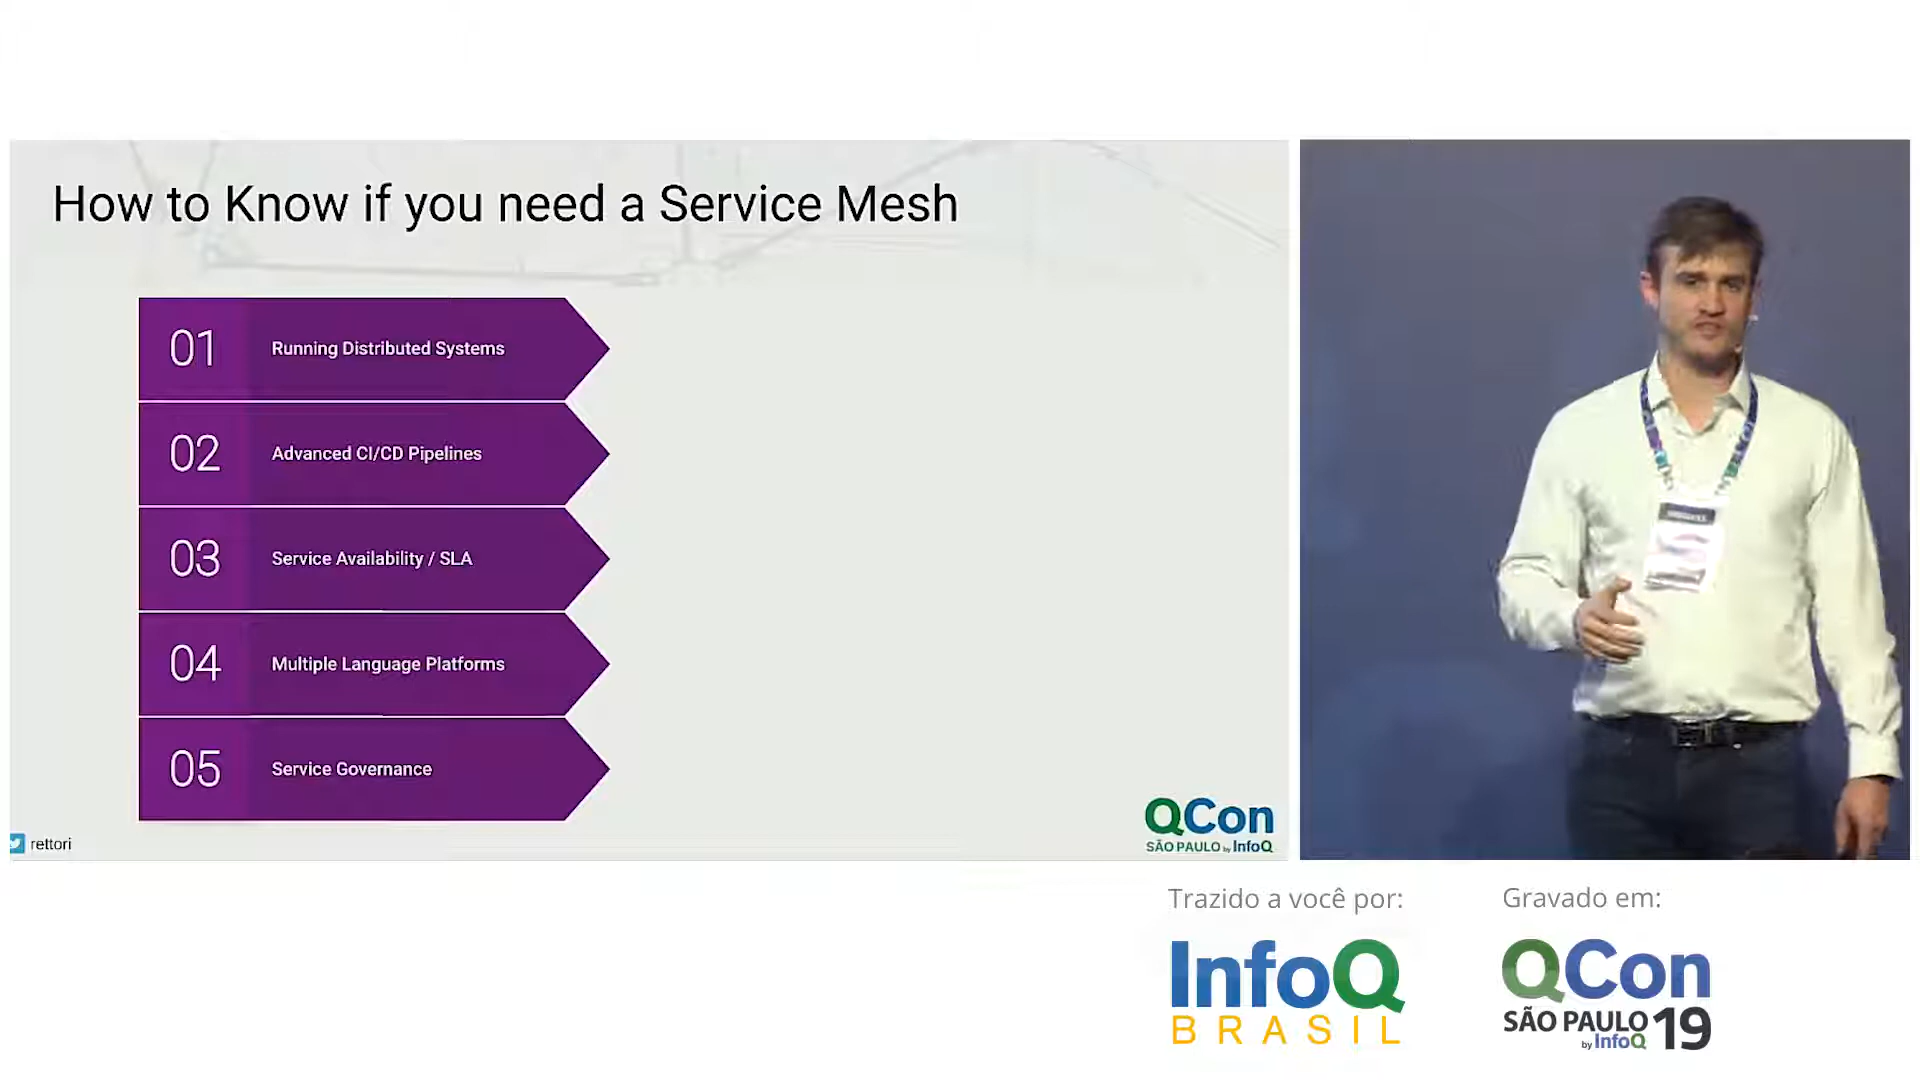 How to Know if you need a Service Mesh
01 Running Distributed Systems
02 Advanced CI/CD Pipelines
03 Service Availability / SLA
04 Multiple Language Platforms
05 Service Governance
rettori
QCon
SÃO PAULO by InfoQ
Trazido a você por:
InfoQ
BRASIL
Gravado em:
QCon
SÃO PAULO 19
by InfoQ